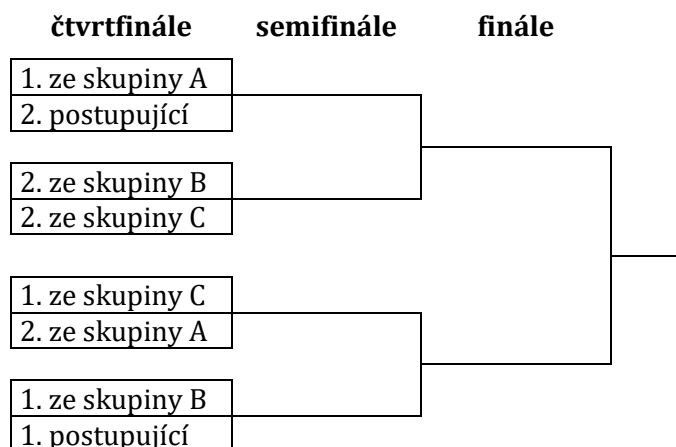 čtvrtfinále semifinále finále
1. ze skupiny A
2. postupující
2. ze skupiny B
2. ze skupiny C
1. ze skupiny C
2. ze skupiny A
1. ze skupiny B
1. postupující